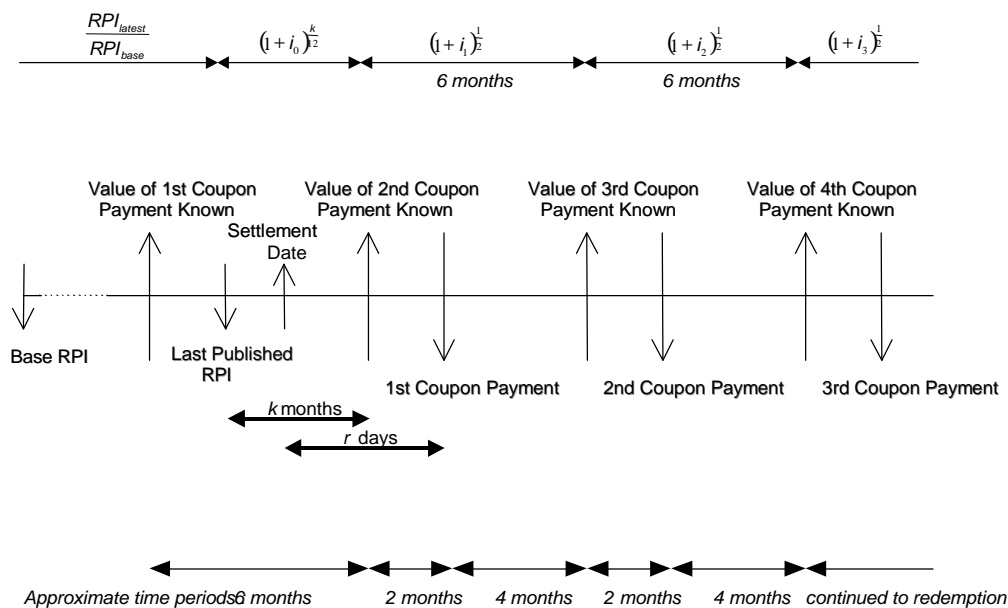 RPI_latest / RPI_base
(1 + i_0)^{k/12}
(1 + i_1)^{1/2}
(1 + i_2)^{1/2}
(1 + i_3)^{1/2}
6 months
6 months
Value of 1st Coupon
Payment Known
Value of 2nd Coupon
Payment Known
Value of 3rd Coupon
Payment Known
Value of 4th Coupon
Payment Known
Settlement
Date
Base RPI
Last Published
RPI
1st Coupon Payment
2nd Coupon Payment
3rd Coupon Payment
k months
r days
Approximate time periods:
6 months
2 months
4 months
2 months
4 months
continued to redemption